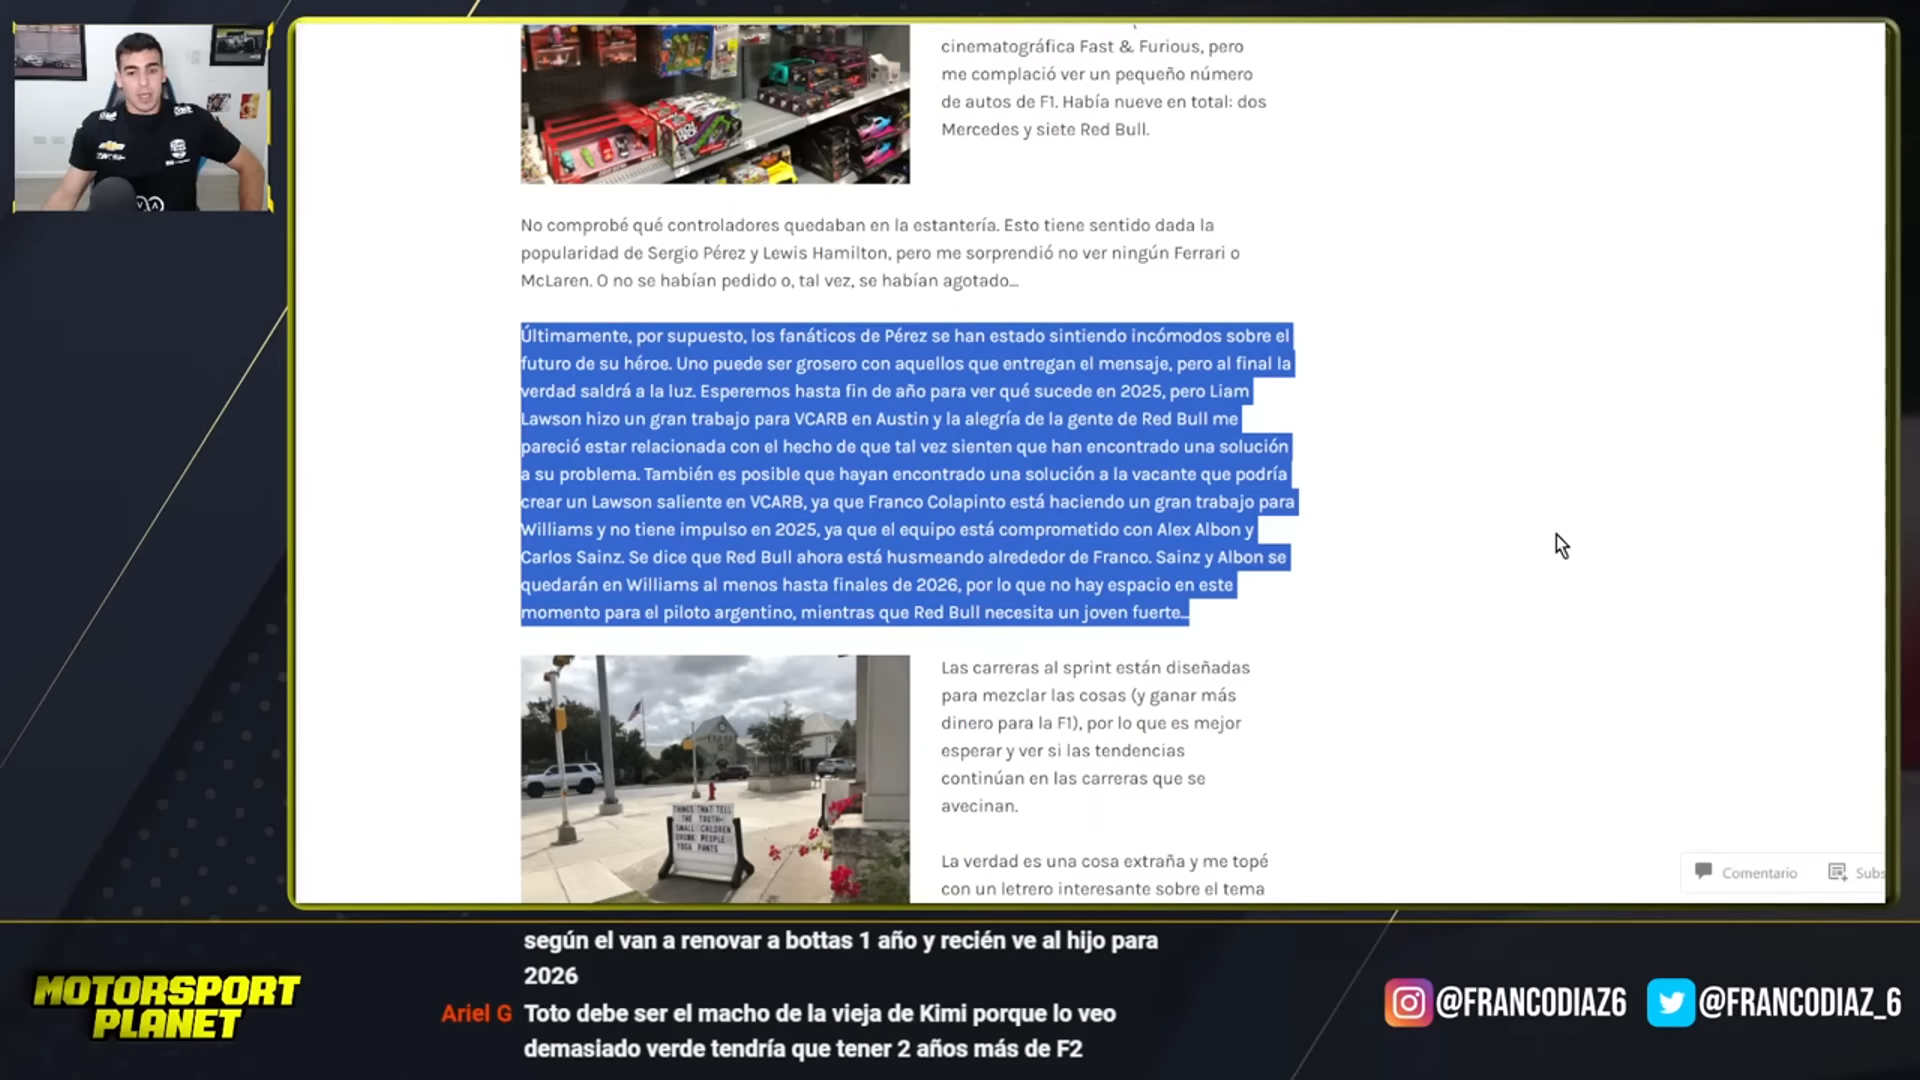 cinematográfica Fast & Furious, pero
me complació ver un pequeño número
de autos de F1. Había nueve en total: dos
Mercedes y siete Red Bull.
No comprobé qué controladores quedaban en la estantería. Esto tiene sentido dada la
popularidad de Sergio Pérez y Lewis Hamilton, pero me sorprendió no ver ningún Ferrari o
McLaren. O no se habían pedido o, tal vez, se habían agotado...
Últimamente, por supuesto, los fanáticos de Pérez se han estado sintiendo incómodos sobre el
futuro de su héroe. Uno puede ser grosero con aquellos que entregan el mensaje, pero al final la
verdad saldrá a la luz. Esperemos hasta fin de año para ver qué sucede en 2025, pero Liam
Lawson hizo un gran trabajo para VCARB en Austin y la alegría de la gente de Red Bull me
pareció estar relacionada con el hecho de que tal vez sienten que han encontrado una solución
a su problema. También es posible que hayan encontrado una solución a la vacante que podría
crear un Lawson saliente en VCARB, ya que Franco Colapinto está haciendo un gran trabajo para
Williams y no tiene impulso en 2025, ya que el equipo está comprometido con Alex Albon y
Carlos Sainz. Se dice que Red Bull ahora está husmeando alrededor de Franco. Sainz y Albon se
quedarán en Williams al menos hasta finales de 2026, por lo que no hay espacio en este
momento para el piloto argentino, mientras que Red Bull necesita un joven fuerte...
THINGS THAT TELL
THE TRUTH-
SMALL CHILDREN
DRUNK PEOPLE
YOGA PANTS
Las carreras al sprint están diseñadas
para mezclar las cosas (y ganar más
dinero para la F1), por lo que es mejor
esperar y ver si las tendencias
continúan en las carreras que se
avecinan.
La verdad es una cosa extraña y me topé
con un letrero interesante sobre el tema
Comentario
Subs
según el van a renovar a bottas 1 año y recién ve al hijo para
2026
Ariel G Toto debe ser el macho de la vieja de Kimi porque lo veo
demasiado verde tendría que tener 2 años más de F2
MOTORSPORT
PLANET
@FRANCODIAZ6
@FRANCODIAZ_6